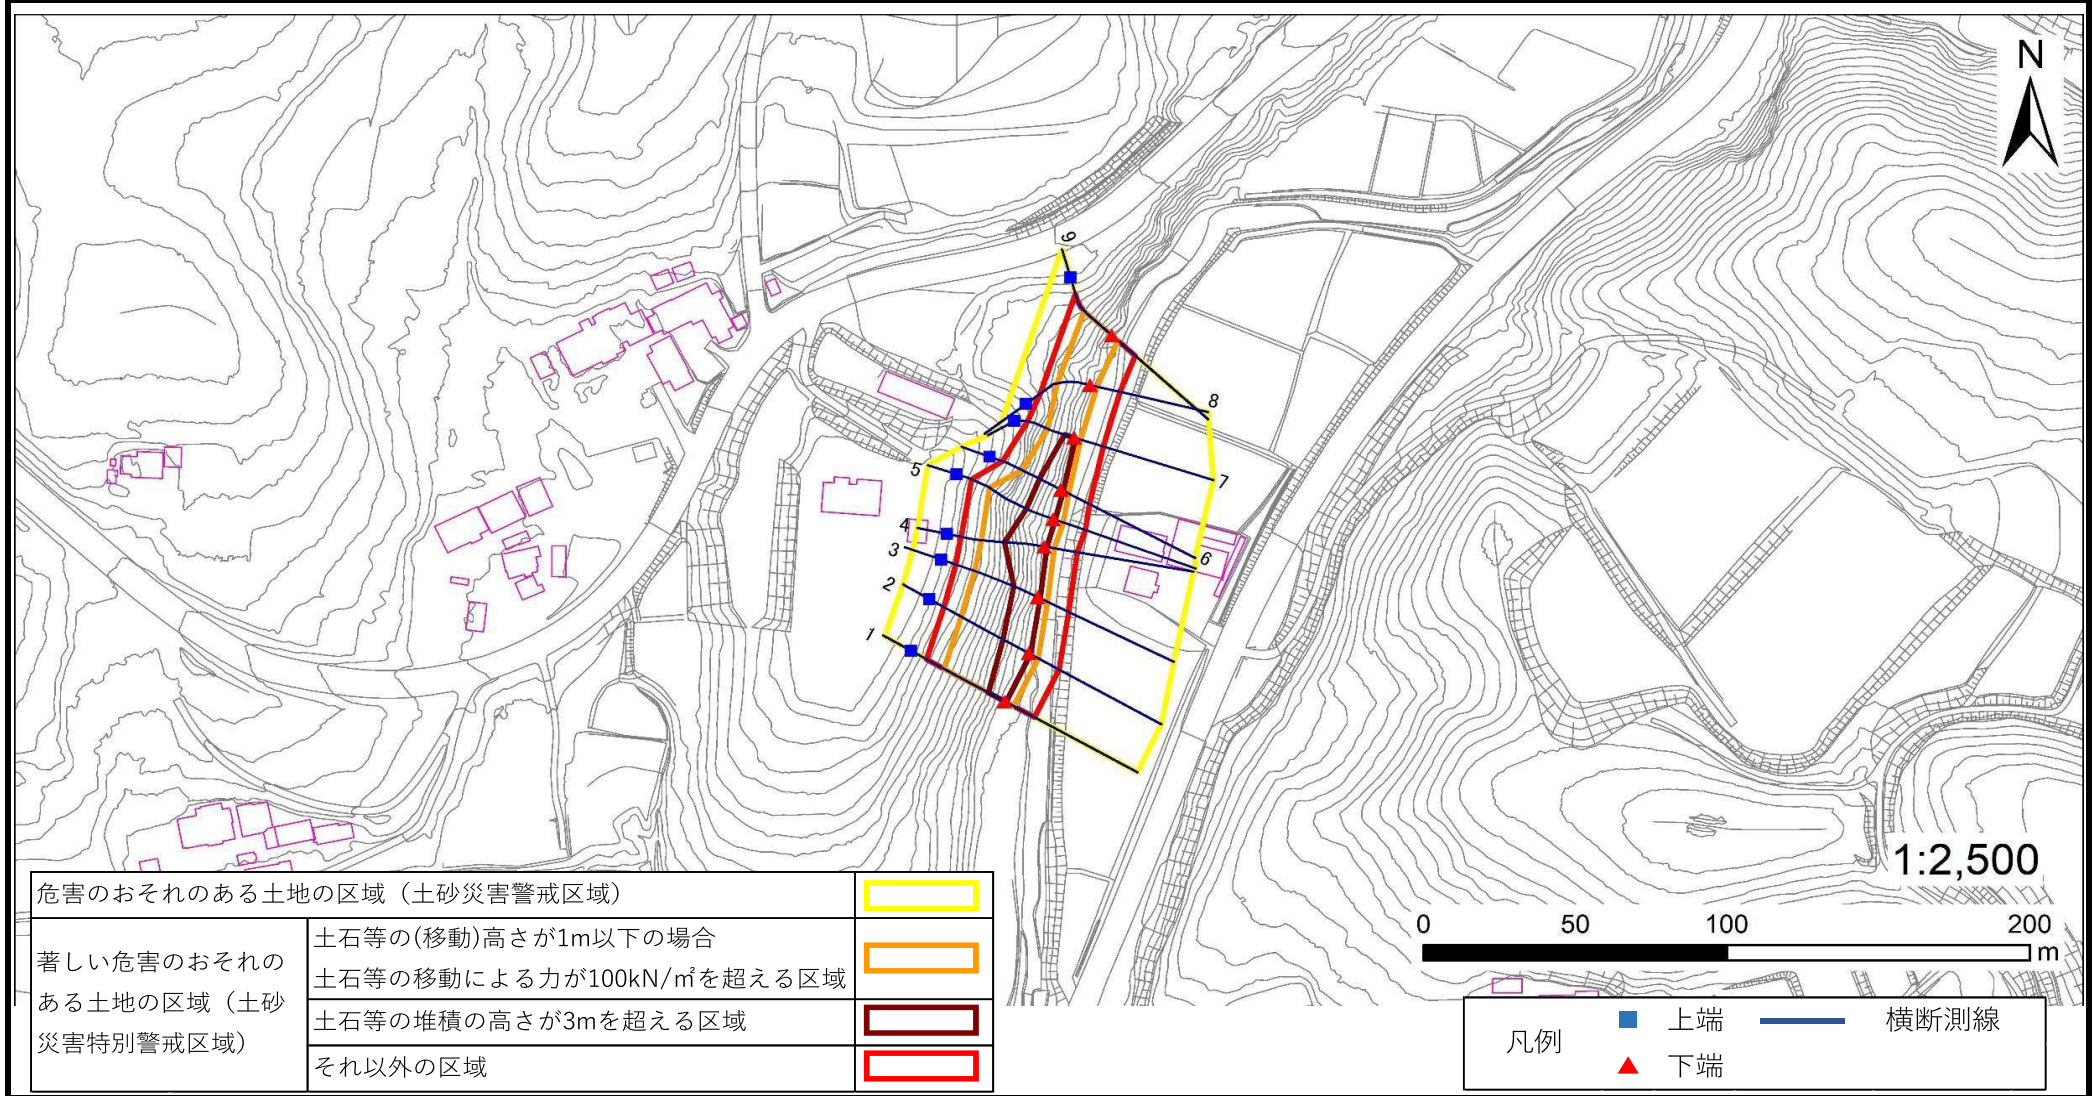 N
9
8
5
7
4
3
6
2
1
1:2,500
0 50 100 200
m
危害のおそれのある土地の区域（土砂災害警戒区域）
著しい危害のおそれの
ある土地の区域（土砂
災害特別警戒区域）
土石等の(移動)高さが1m以下の場合
土石等の移動による力が100kN/㎡を超える区域
土石等の堆積の高さが3mを超える区域
それ以外の区域
凡例
上端
横断測線
下端